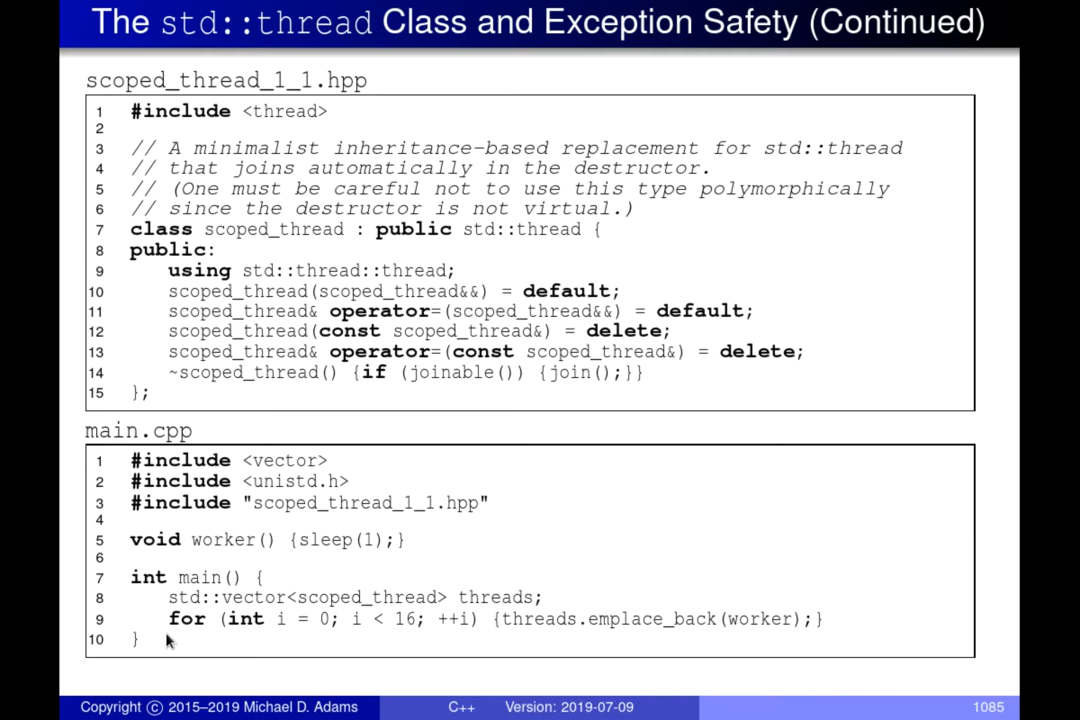 The std::thread Class and Exception Safety (Continued)
scoped_thread_1_1.hpp
1 #include <thread>
2
3 // A minimalist inheritance-based replacement for std::thread
4 // that joins automatically in the destructor.
5 // (One must be careful not to use this type polymorphically
6 // since the destructor is not virtual.)
7 class scoped_thread : public std::thread {
8 public:
9 using std::thread::thread;
10 scoped_thread(scoped_thread&&) = default;
11 scoped_thread& operator=(scoped_thread&&) = default;
12 scoped_thread(const scoped_thread&) = delete;
13 scoped_thread& operator=(const scoped_thread&) = delete;
14 ~scoped_thread() {if (joinable()) {join();}}
15 };
main.cpp
1 #include <vector>
2 #include <unistd.h>
3 #include "scoped_thread_1_1.hpp"
4
5 void worker() {sleep(1);}
6
7 int main() {
8 std::vector<scoped_thread> threads;
9 for (int i = 0; i < 16; ++i) {threads.emplace_back(worker);}
10 }
Copyright © 2015–2019 Michael D. Adams C++ Version: 2019-07-09 1085